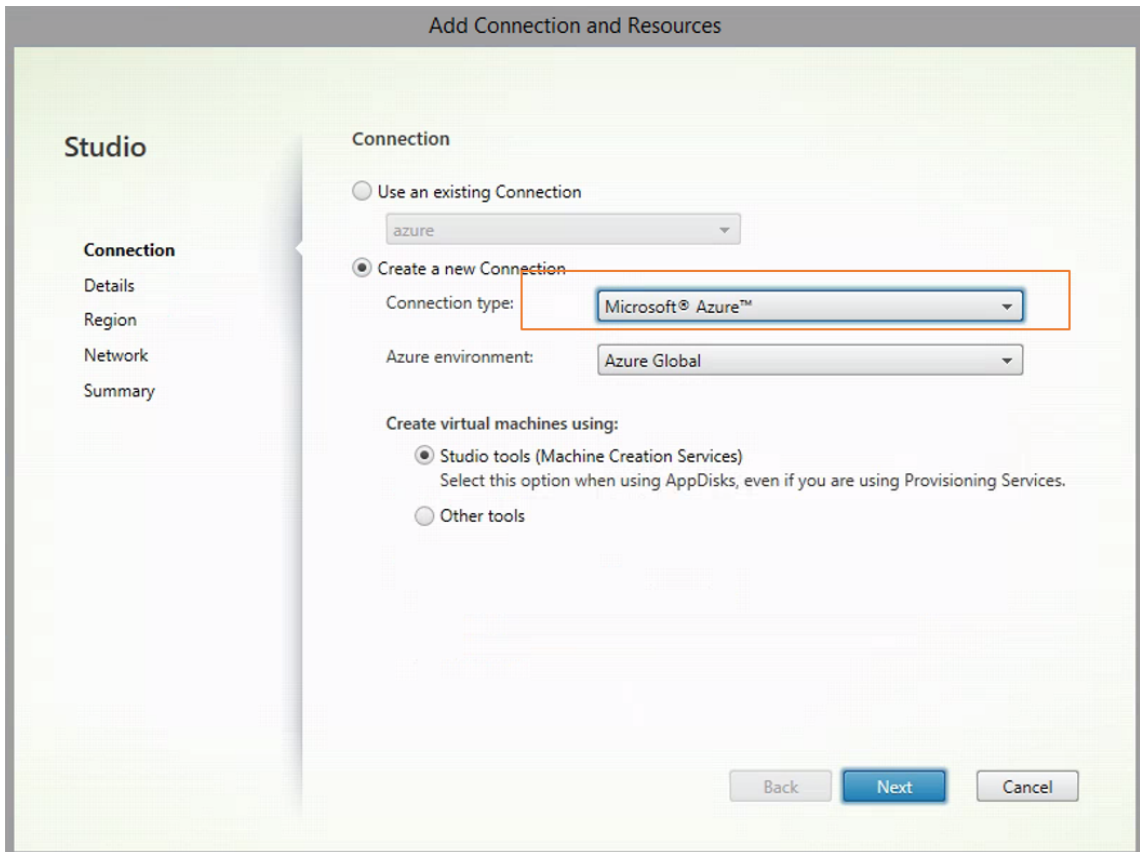 Add Connection and Resources
Studio
Connection
Details
Region
Network
Summary
Connection
Use an existing Connection
azure
Create a new Connection
Connection type:
Microsoft® Azure™
Azure environment:
Azure Global
Create virtual machines using:
Studio tools (Machine Creation Services)
Select this option when using AppDisks, even if you are using Provisioning Services.
Other tools
Back
Next
Cancel